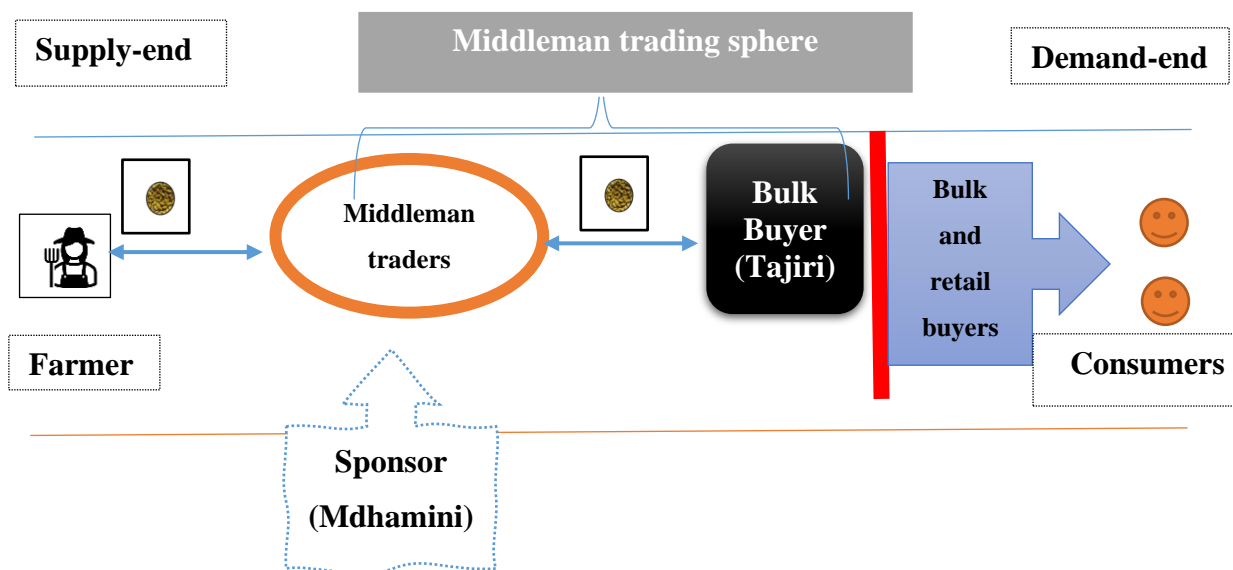 Supply-end
Middleman trading sphere
Demand-end
Middleman
traders
Bulk
Buyer
(Tajiri)
Bulk
and
retail
buyers
Farmer
Consumers
Sponsor
(Mdhamini)